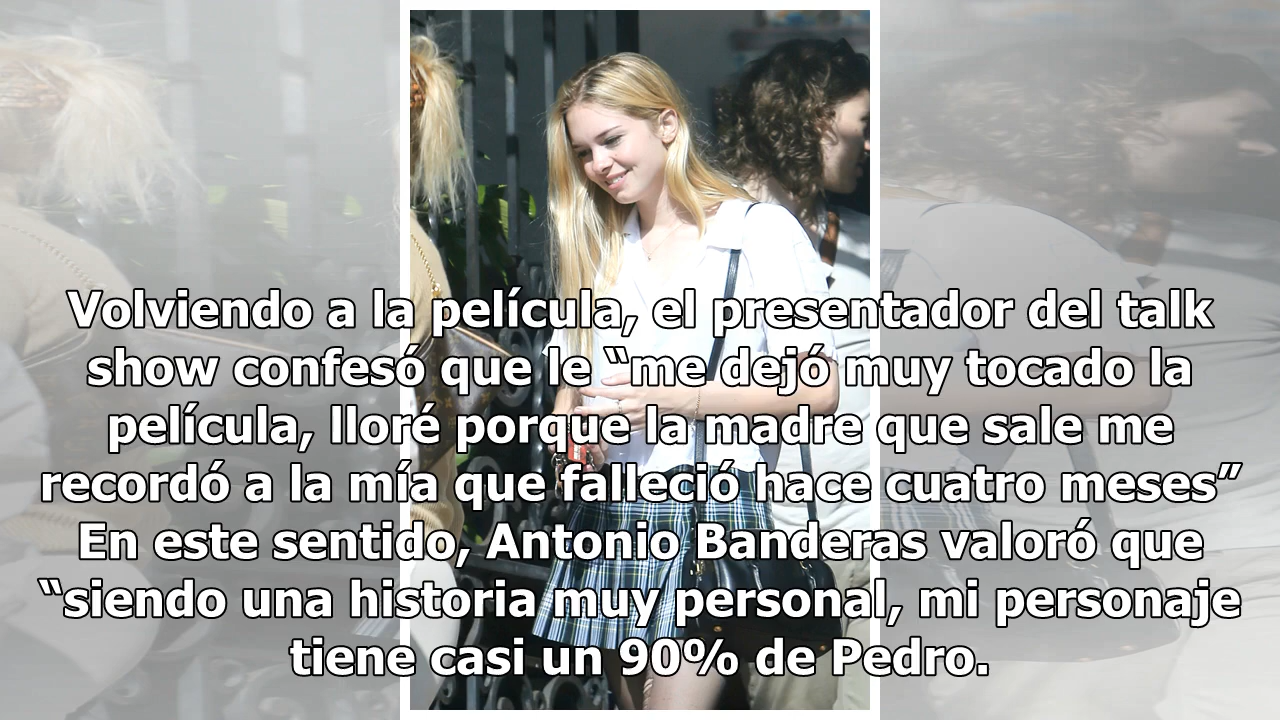 Volviendo a la película, el presentador del talk
show confesó que le “me dejó muy tocado la
película, lloré porque la madre que sale me
recordó a la mía que falleció hace cuatro meses”
En este sentido, Antonio Banderas valoró que
“siendo una historia muy personal, mi personaje
tiene casi un 90% de Pedro.